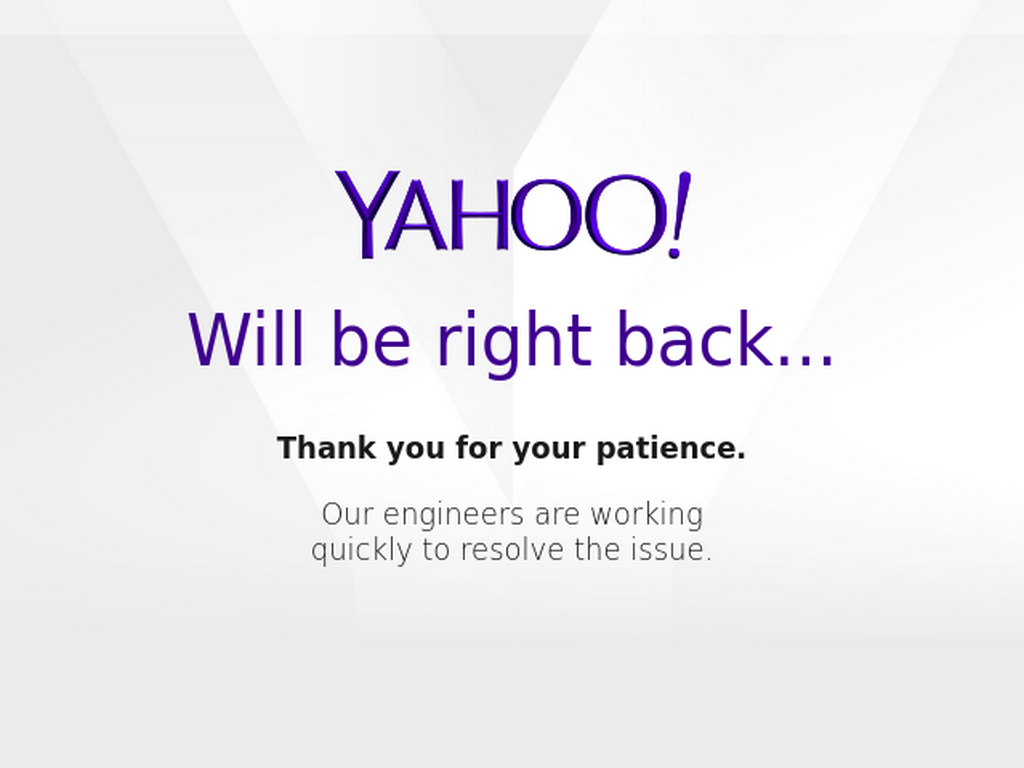 YAHOO!
Will be right back...
Thank you for your patience.
Our engineers are working
quickly to resolve the issue.